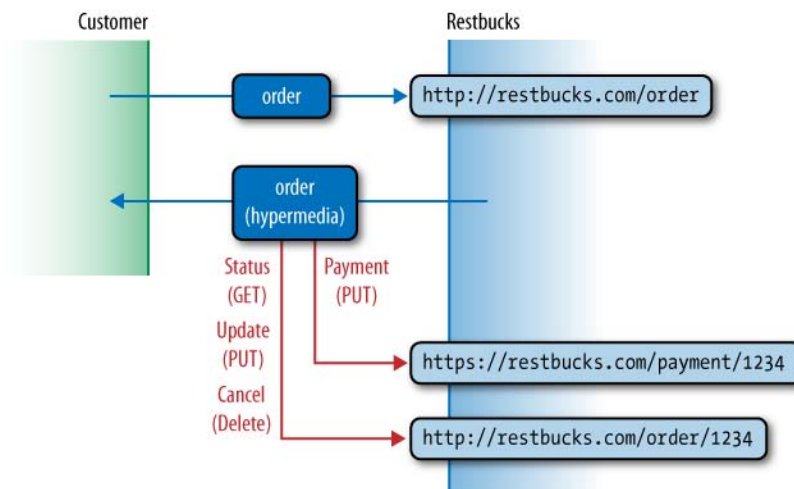 Customer
Restbucks
order
http://restbucks.com/order
order
(hypermedia)
Status
(GET)
Payment
(PUT)
Update
(PUT)
https://restbucks.com/payment/1234
Cancel
(Delete)
http://restbucks.com/order/1234